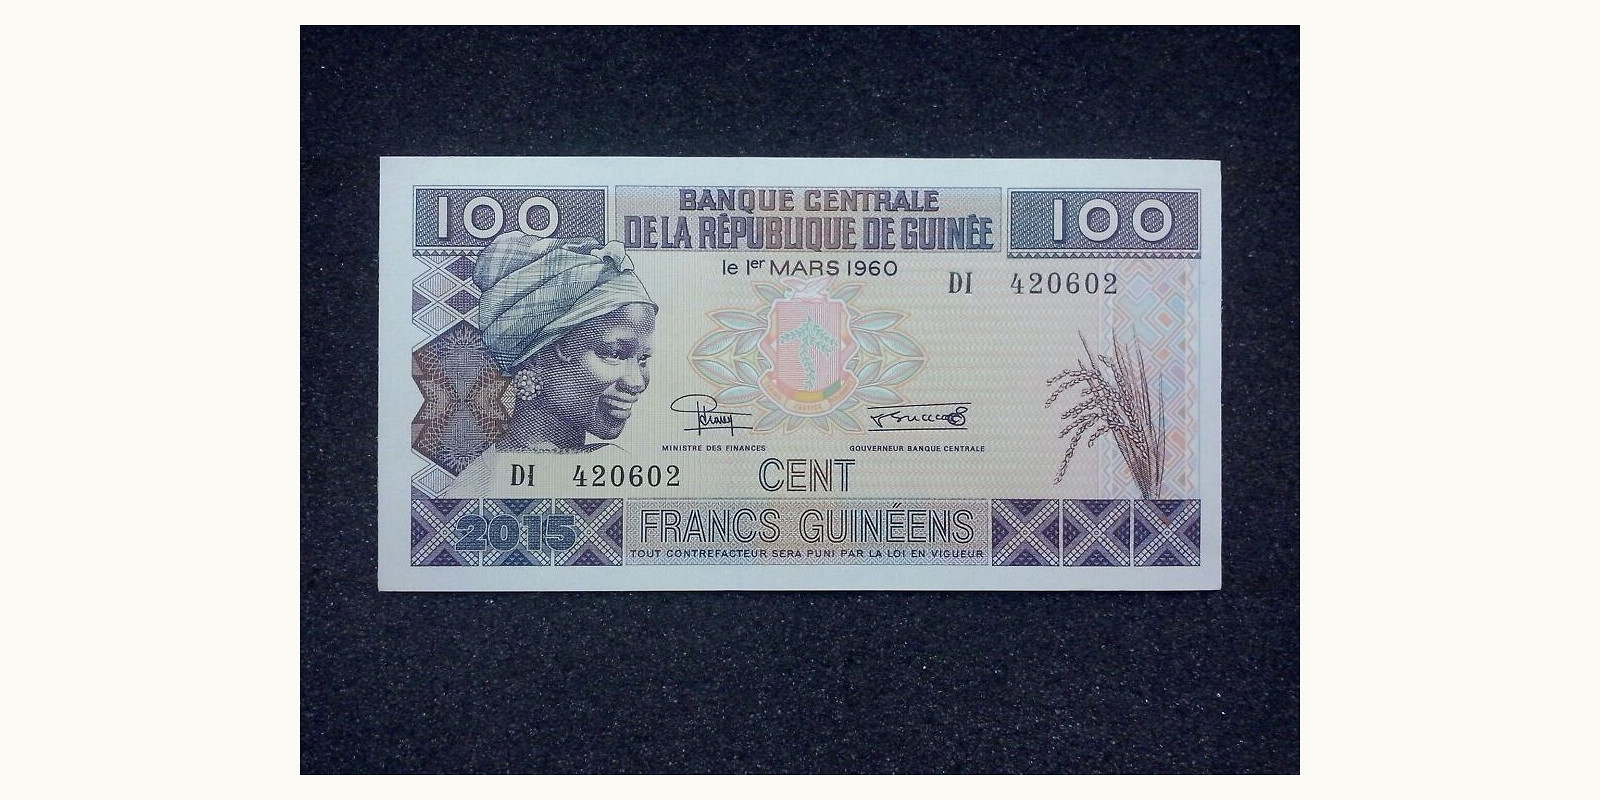 100 BANQUE CENTRALE 100
DE LA RÉPUBLIQUE DE GUINÉE
le 1er MARS 1960
DI 420602
MINISTRE DES FINANCES GOUVERNEUR BANQUE CENTRALE
DI 420602 CENT
2015 FRANCS GUINÉENS
TOUT CONTREFACTEUR SERA PUNI PAR LA LOI EN VIGUEUR